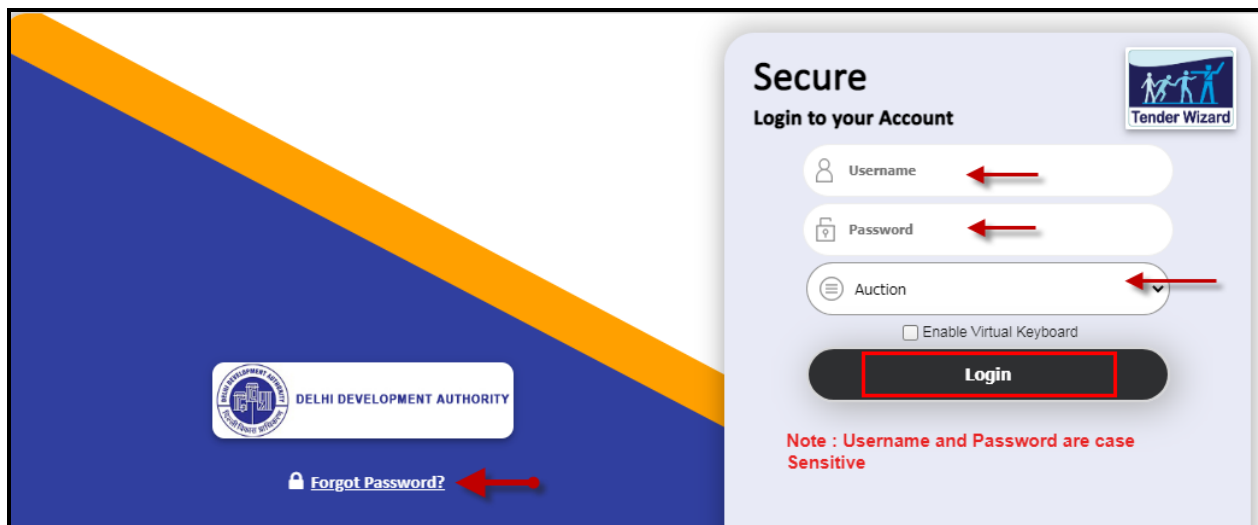 Secure
Login to your Account
Tender Wizard
Username
Password
Auction
Enable Virtual Keyboard
Login
Note : Username and Password are case
Sensitive
DELHI DEVELOPMENT AUTHORITY
Forgot Password?